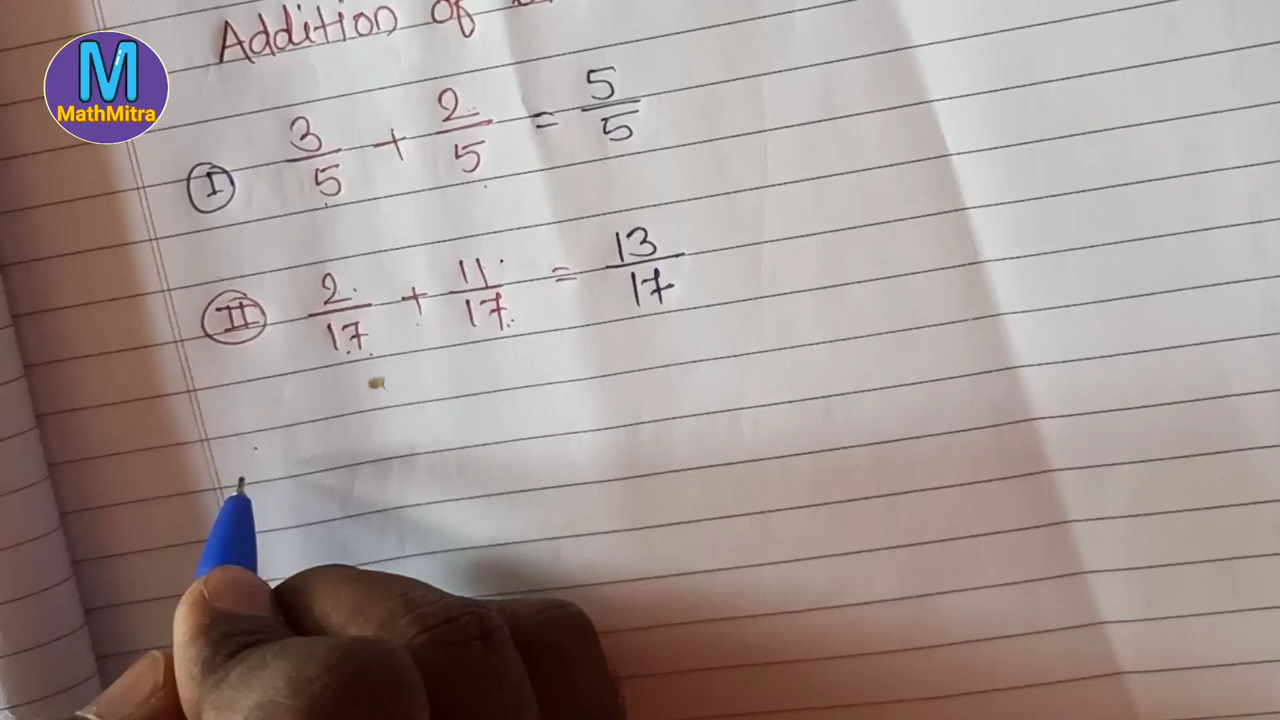 M
MathMitra
Addition of
I 3/5 + 2/5 = 5/5
II 2/17 + 11/17 = 13/17